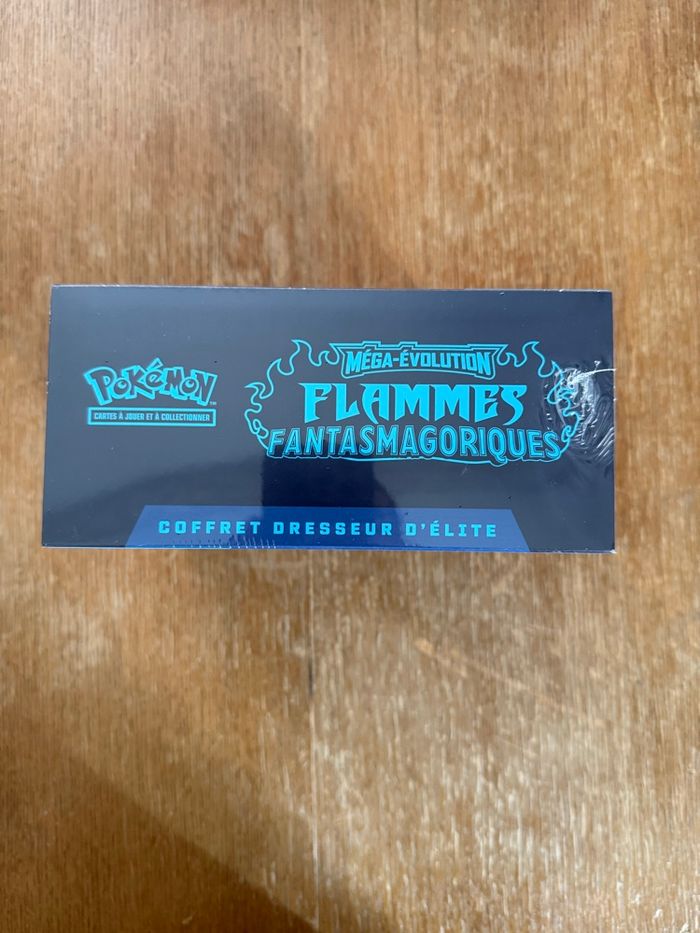 POKéMON
CARTES À JOUER ET À COLLECTIONNER
MÉGA-ÉVOLUTION
FLAMMES
FANTASMAGORIQUES
COFFRET DRESSEUR D'ÉLITE